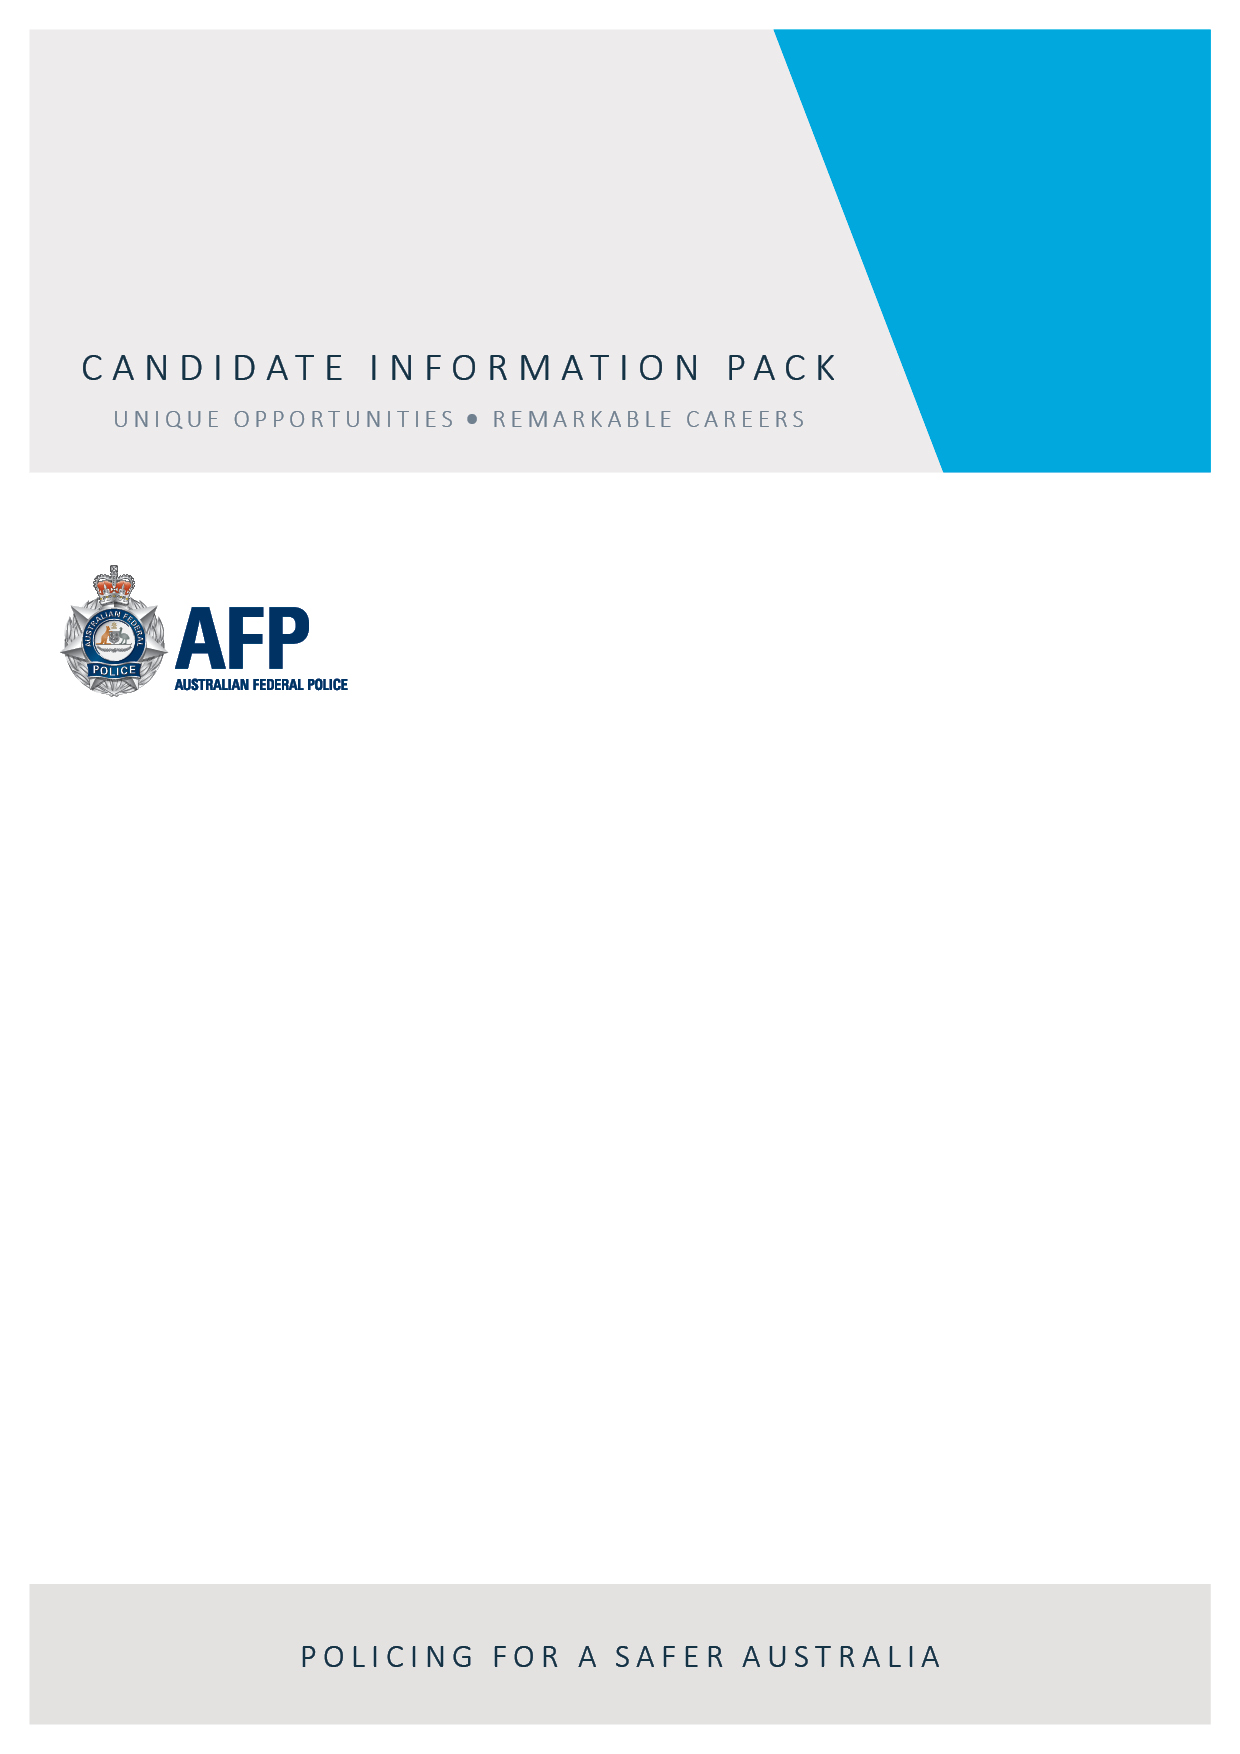 CANDIDATE INFORMATION PACK
UNIQUE OPPORTUNITIES • REMARKABLE CAREERS
AUSTRALIAN FEDERAL
POLICE
AFP
AUSTRALIAN FEDERAL POLICE
POLICING FOR A SAFER AUSTRALIA